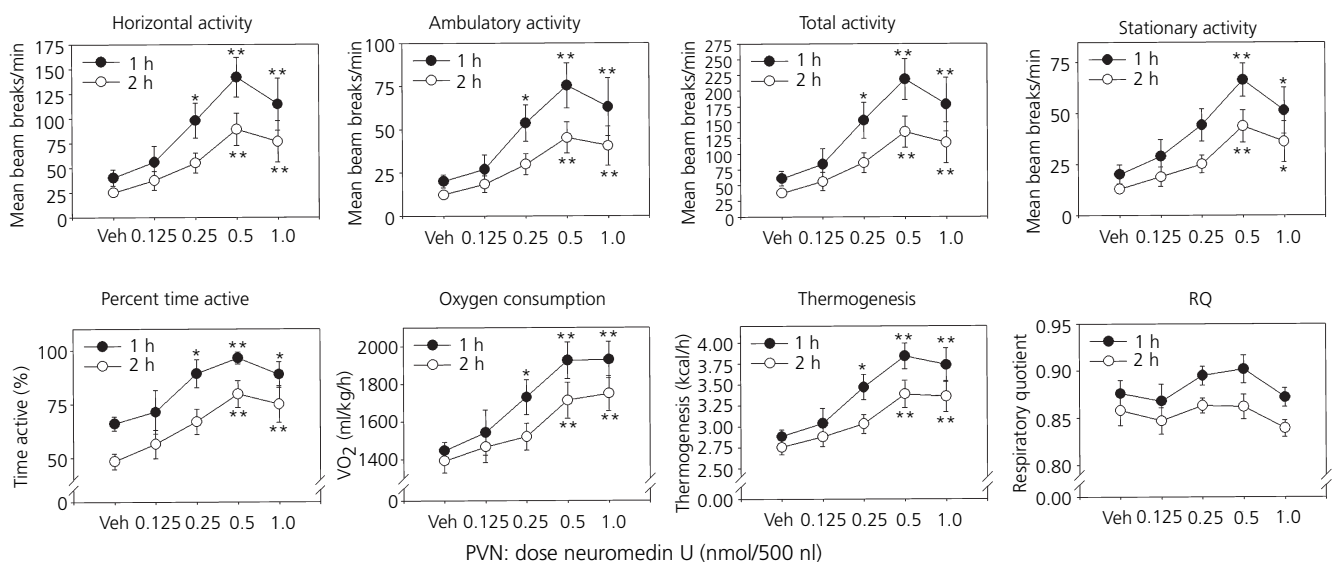 Horizontal activity
Mean beam breaks/min
175
150
125
100
75
50
25
0
1 h
2 h
*
**
**
**
**
Veh 0.125 0.25 0.5 1.0
Ambulatory activity
Mean beam breaks/min
100
75
50
25
0
1 h
2 h
*
**
**
**
**
Veh 0.125 0.25 0.5 1.0
Total activity
Mean beam breaks/min
275
250
225
200
175
150
125
100
75
50
25
0
1 h
2 h
*
**
**
**
**
Veh 0.125 0.25 0.5 1.0
Stationary activity
Mean beam breaks/min
75
50
25
0
1 h
2 h
*
**
*
**
*
Veh 0.125 0.25 0.5 1.0
Percent time active
Time active (%)
100
75
50
0
1 h
2 h
*
**
*
**
**
Veh 0.125 0.25 0.5 1.0
Oxygen consumption
VO2 (ml/kg/h)
2000
1800
1600
1400
0
1 h
2 h
*
**
**
**
**
Veh 0.125 0.25 0.5 1.0
Thermogenesis
Thermogenesis (kcal/h)
4.00
3.75
3.50
3.25
3.00
2.75
2.50
0.00
1 h
2 h
*
**
**
**
**
Veh 0.125 0.25 0.5 1.0
RQ
Respiratory quotient
0.95
0.90
0.85
0.80
0.00
1 h
2 h
Veh 0.125 0.25 0.5 1.0
PVN: dose neuromedin U (nmol/500 nl)